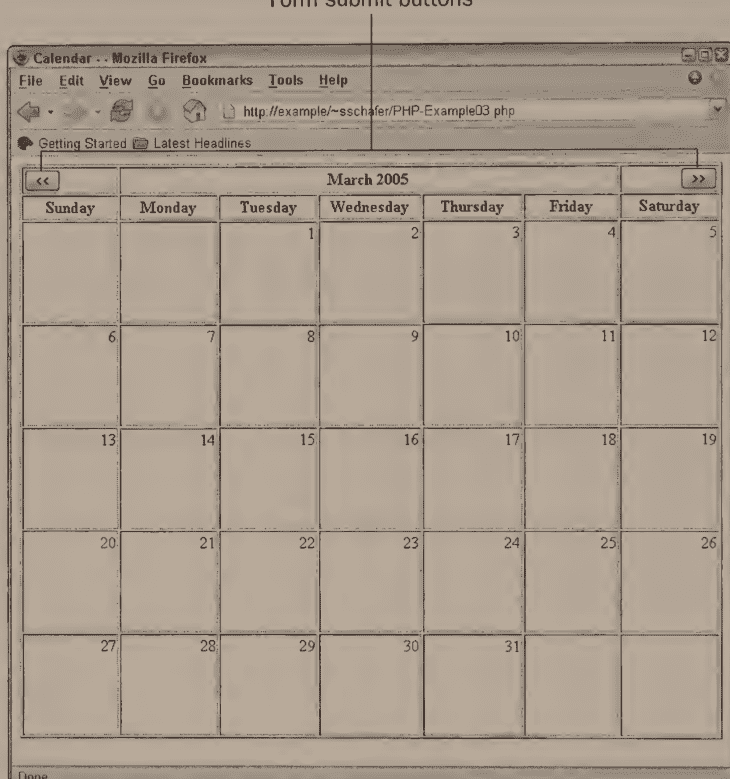 Form submit buttons
Calendar - - Mozilla Firefox
File Edit View Go Bookmarks Tools Help
http://example/~sschafer/PHP-Example03 php
Getting Started Latest Headlines
<< March 2005 >>
Sunday Monday Tuesday Wednesday Thursday Friday Saturday
1 2 3 4 5
6 7 8 9 10 11 12
13 14 15 16 17 18 19
20 21 22 23 24 25 26
27 28 29 30 31
Done